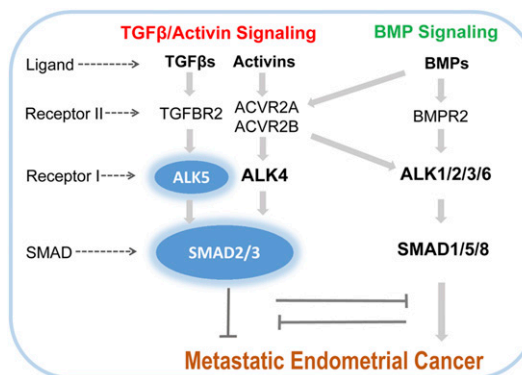 TGFβ/Activin Signaling BMP Signaling
Ligand TGFβs Activins BMPs
Receptor II TGFBR2 ACVR2A BMPR2
ACVR2B
Receptor I ALK5 ALK4 ALK1/2/3/6
SMAD SMAD2/3 SMAD1/5/8
Metastatic Endometrial Cancer